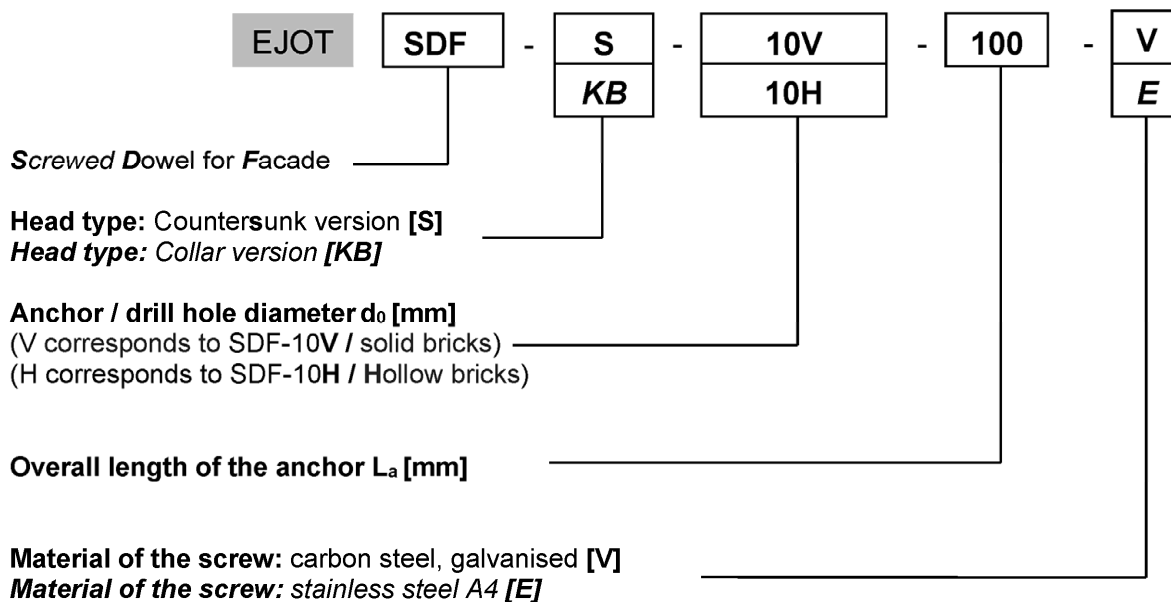 EJOT SDF - S - 10V - 100 - V
KB 10H E
Screwed Dowel for Facade
Head type: Countersunk version [S]
Head type: Collar version [KB]
Anchor / drill hole diameter d₀ [mm]
(V corresponds to SDF-10V / solid bricks)
(H corresponds to SDF-10H / Hollow bricks)
Overall length of the anchor Lₐ [mm]
Material of the screw: carbon steel, galvanised [V]
Material of the screw: stainless steel A4 [E]